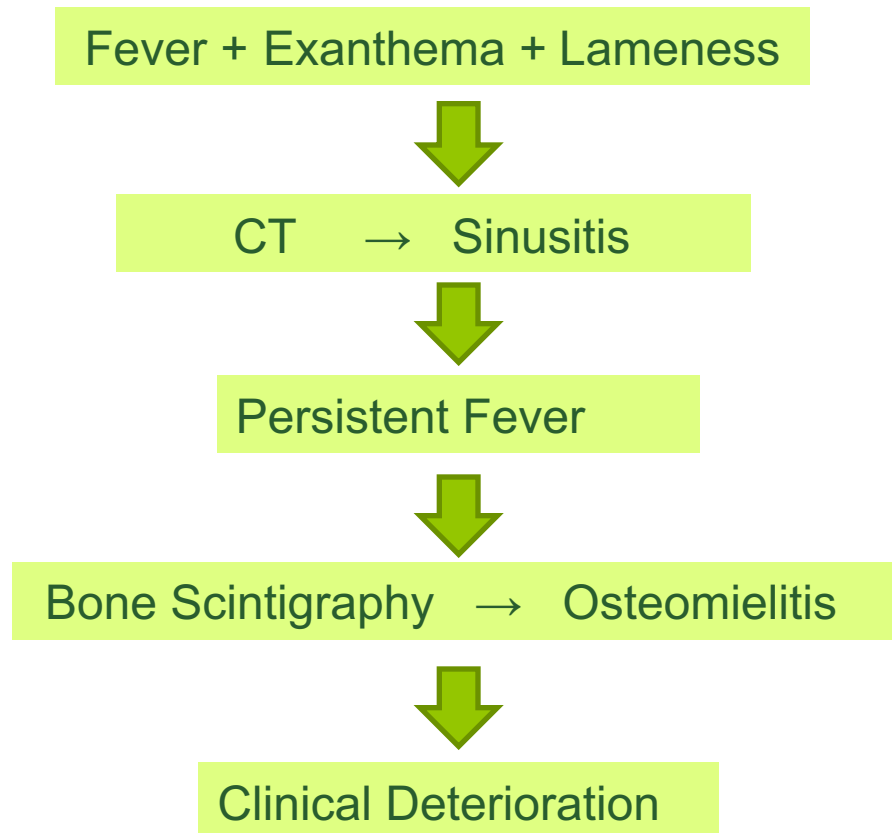 Fever + Exanthema + Lameness
CT → Sinusitis
Persistent Fever
Bone Scintigraphy → Osteomielitis
Clinical Deterioration